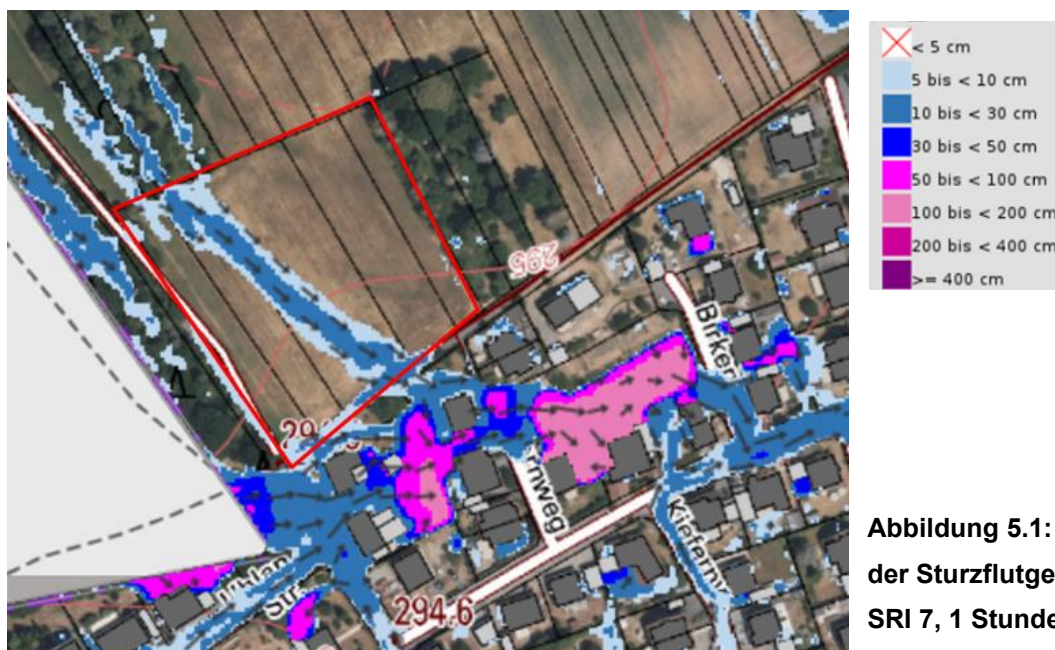 < 5 cm
5 bis < 10 cm
10 bis < 30 cm
30 bis < 50 cm
50 bis < 100 cm
100 bis < 200 cm
200 bis < 400 cm
>= 400 cm
295
Birken
rnweg
Kiefernw
Str.
294.6
Abbildung 5.1:
der Sturzflutge
SRI 7, 1 Stunde